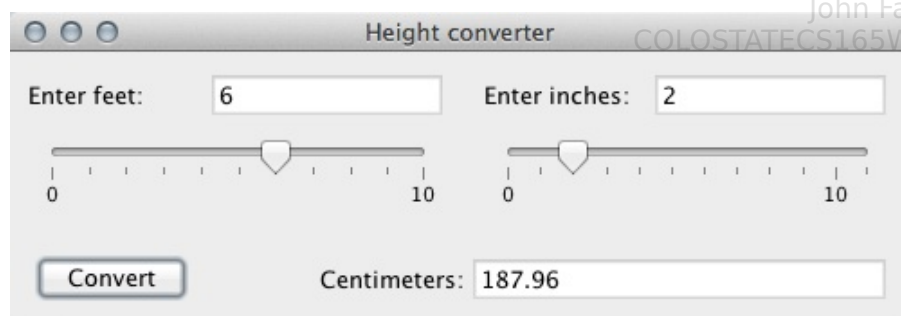 John Fa
COLOSTATECS165W
Height converter
Enter feet: 6 Enter inches: 2
0 10 0 10
Convert Centimeters: 187.96